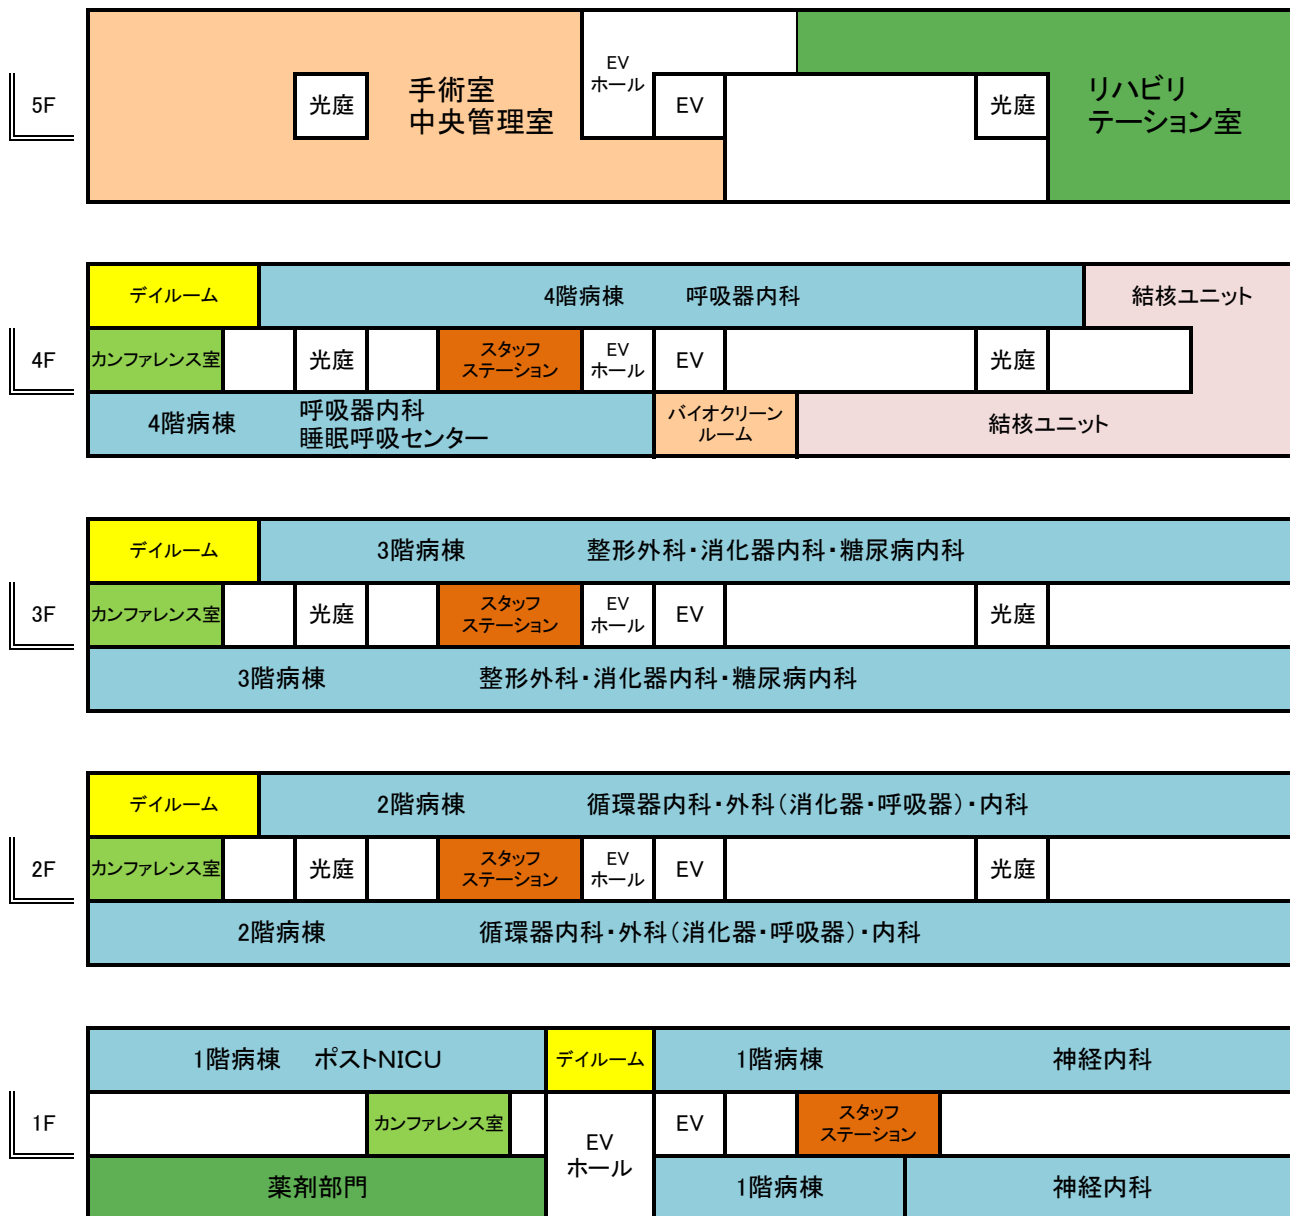 5F
光庭
手術室
中央管理室
EV
ホール
EV
光庭
リハビリ
テーション室
4F
デイルーム
4階病棟 呼吸器内科
結核ユニット
カンファレンス室
光庭
スタッフ
ステーション
EV
ホール
EV
光庭
4階病棟
呼吸器内科
睡眠呼吸センター
バイオクリーン
ルーム
結核ユニット
3F
デイルーム
3階病棟 整形外科・消化器内科・糖尿病内科
カンファレンス室
光庭
スタッフ
ステーション
EV
ホール
EV
光庭
3階病棟 整形外科・消化器内科・糖尿病内科
2F
デイルーム
2階病棟 循環器内科・外科（消化器・呼吸器）・内科
カンファレンス室
光庭
スタッフ
ステーション
EV
ホール
EV
光庭
2階病棟 循環器内科・外科（消化器・呼吸器）・内科
1F
1階病棟 ポストNICU
デイルーム
1階病棟 神経内科
カンファレンス室
EV
ホール
EV
スタッフ
ステーション
薬剤部門
1階病棟
神経内科